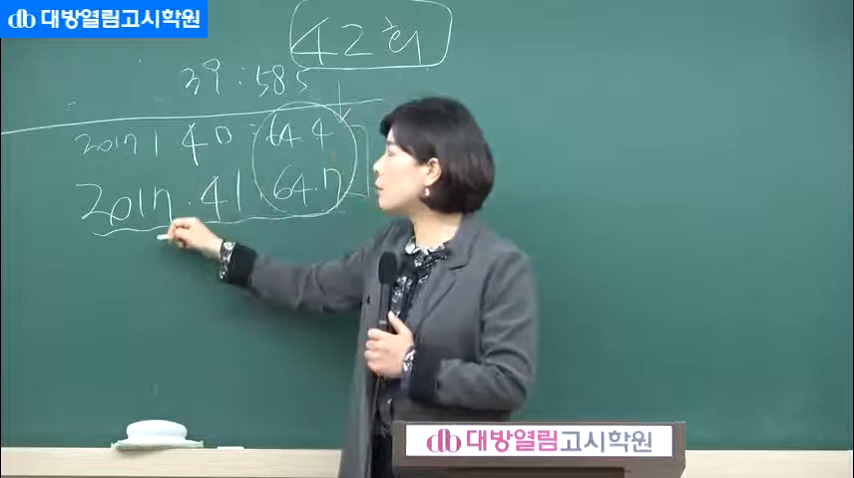 db 대방열림고시학원
42회
39:58.5
2017 1 40 : 64.4
2017. 41. 64.7
db 대방열림고시학원